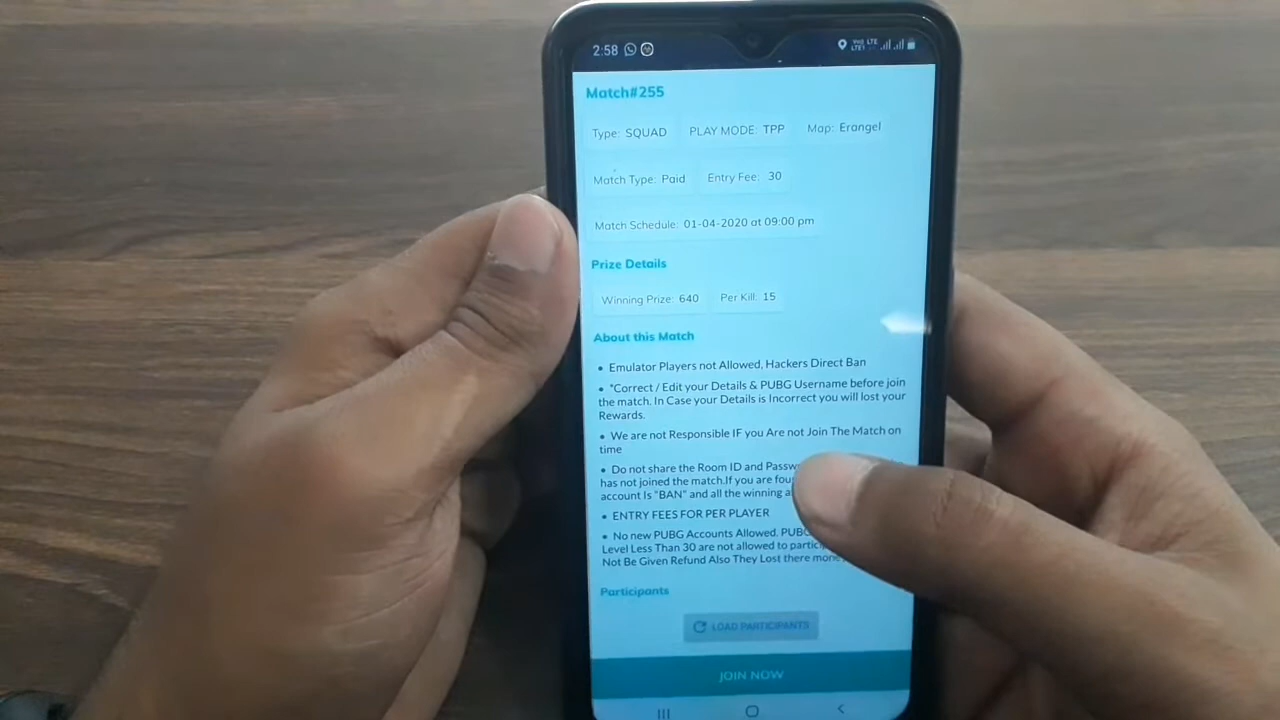 2:58
Match#255
Type: SQUAD PLAY MODE: TPP Map: Erangel
Match Type: Paid Entry Fee: 30
Match Schedule: 01-04-2020 at 09:00 pm
Prize Details
Winning Prize: 640 Per Kill: 15
About this Match
• Emulator Players not Allowed, Hackers Direct Ban
• *Correct / Edit your Details & PUBG Username before join
the match. In Case your Details is Incorrect you will lost your
Rewards.
• We are not Responsible IF you Are not Join The Match on
time
• Do not share the Room ID and
has not joined the match.If you are
account Is "BAN" and all the winning
• ENTRY FEES FOR PER PLAYER
• No new PUBG Accounts Allowed.
Level Less Than 30 are not allowed to
Not Be Given Refund Also They Lost there
Participants
LOAD PARTICIPANTS
JOIN NOW